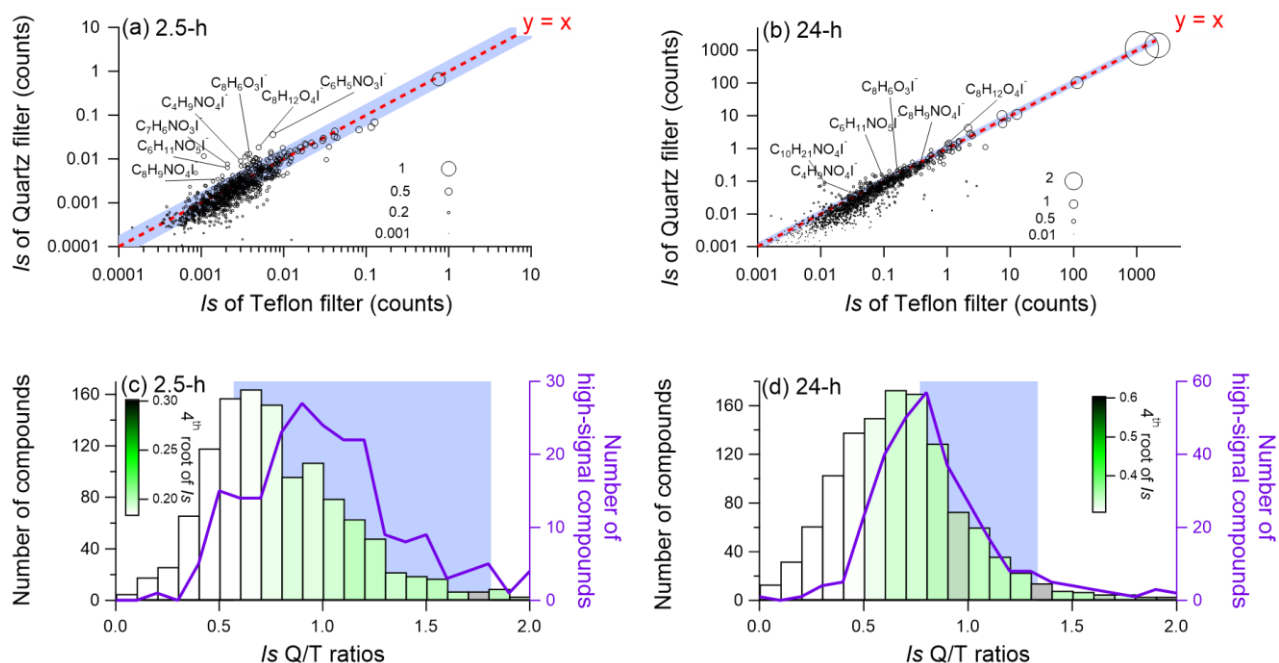 (a) 2.5-h
y = x
10
1
0.1
0.01
0.001
0.0001
Is of Quartz filter (counts)
C₈H₆O₃I⁻
C₆H₅NO₃I⁻
C₄H₉NO₄I⁻
C₈H₁₂O₄I⁻
C₇H₆NO₃I⁻
C₆H₁₁NO₅I⁻
C₈H₉NO₄I⁻
1
0.5
0.2
0.001
0.0001 0.001 0.01 0.1 1 10
Is of Teflon filter (counts)
(b) 24-h
y = x
1000
100
10
1
0.1
0.01
0.001
Is of Quartz filter (counts)
C₈H₆O₃I⁻
C₈H₁₂O₄I⁻
C₈H₉NO₄I⁻
C₆H₁₁NO₅I⁻
C₁₀H₂₁NO₄I⁻
C₄H₉NO₄I⁻
2
1
0.5
0.01
0.001 0.01 0.1 1 10 100 1000
Is of Teflon filter (counts)
(c) 2.5-h
160
120
80
40
0
Number of compounds
0.30
0.25
0.20
4th
root of Is
30
20
10
0
Number of
high-signal compounds
0.0 0.5 1.0 1.5 2.0
Is Q/T ratios
(d) 24-h
160
120
80
40
0
Number of compounds
0.6
0.5
0.4
4th
root of Is
60
40
20
0
Number of
high-signal compounds
0.0 0.5 1.0 1.5 2.0
Is Q/T ratios